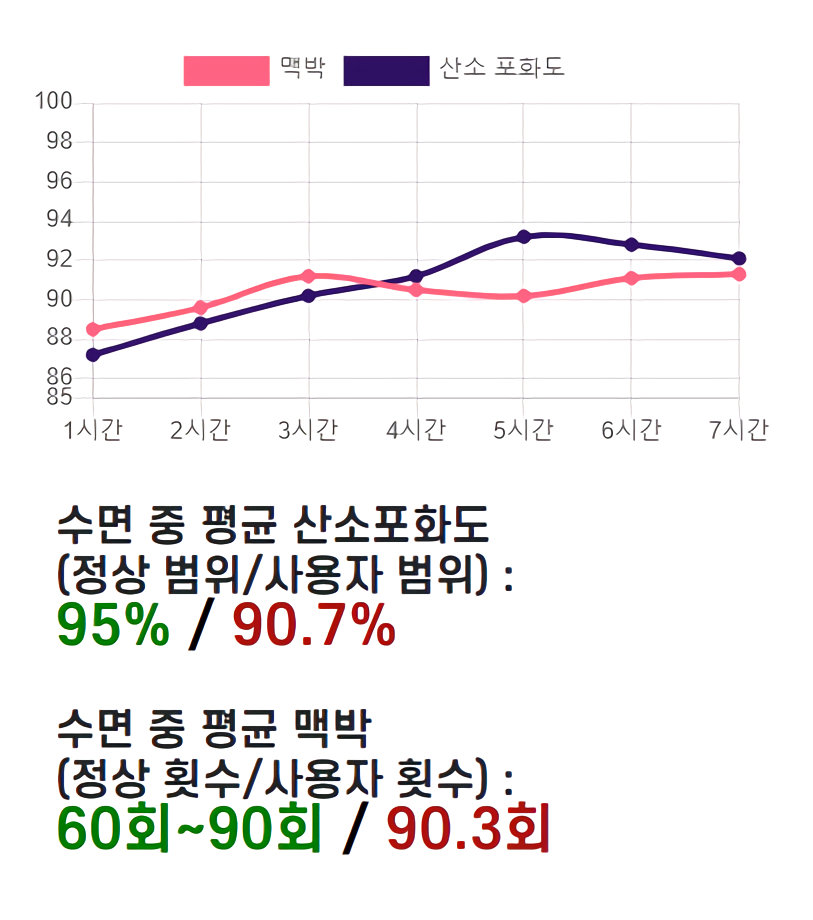 맥박 산소 포화도
100
98
96
94
92
90
88
86
85
1시간 2시간 3시간 4시간 5시간 6시간 7시간
수면 중 평균 산소포화도
(정상 범위/사용자 범위) :
95% / 90.7%
수면 중 평균 맥박
(정상 횟수/사용자 횟수) :
60회~90회 / 90.3회